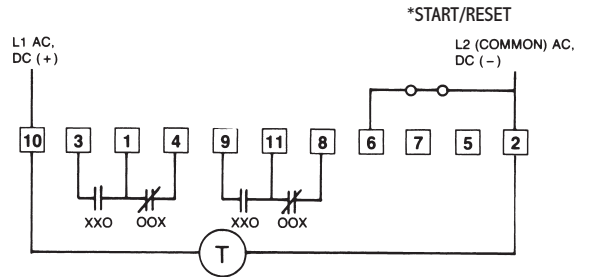 *START/RESET
L1 AC,
DC (+)
L2 (COMMON) AC,
DC (–)
10 3 1 4 9 11 8 6 7 5 2
XXO OOX XXO OOX
T